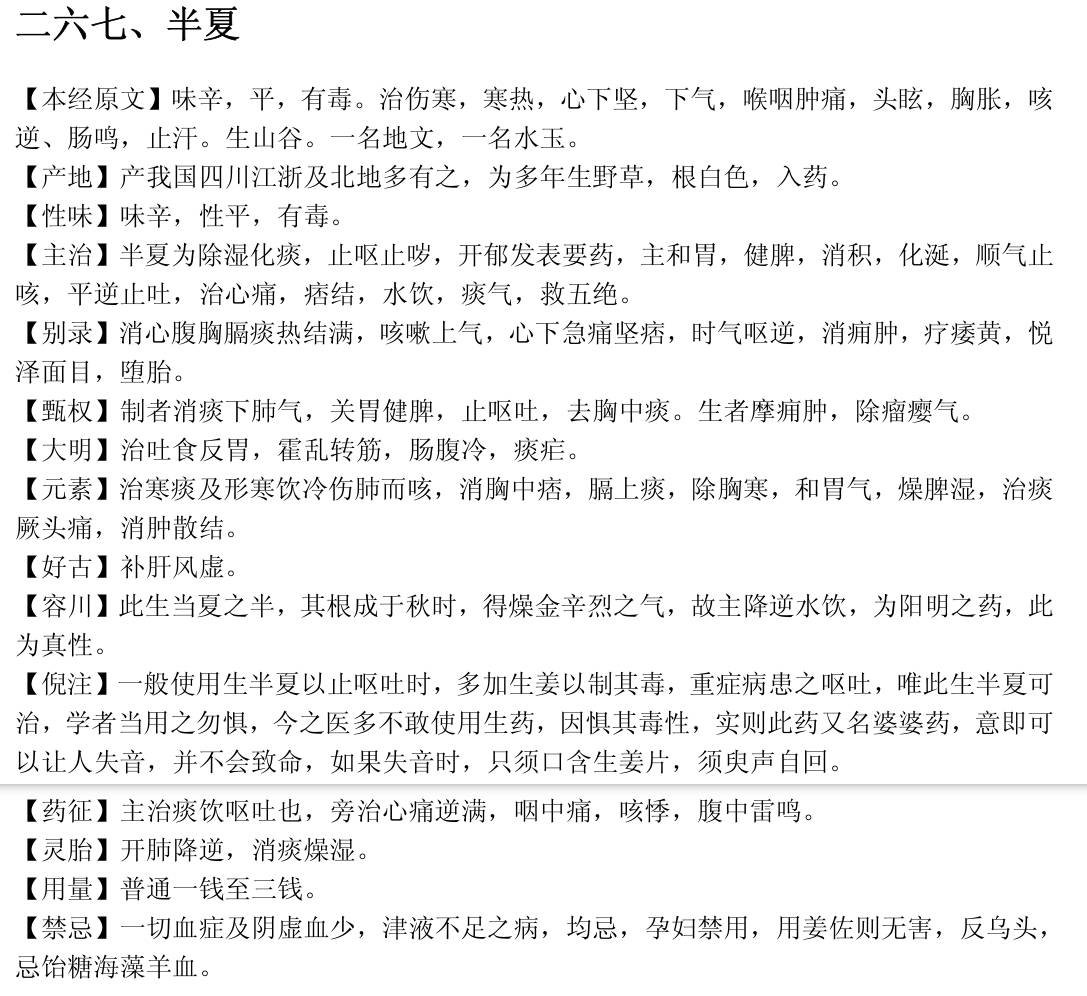 二六七、半夏
【本经原文】味辛，平，有毒。治伤寒，寒热，心下坚，下气，喉咽肿痛，头眩，胸胀，咳
逆、肠鸣，止汗。生山谷。一名地文，一名水玉。
【产地】产我国四川江浙及北地多有之，为多年生野草，根白色，入药。
【性味】味辛，性平，有毒。
【主治】半夏为除湿化痰，止呕止哕，开郁发表要药，主和胃，健脾，消积，化涎，顺气止
咳，平逆止吐，治心痛，痞结，水饮，痰气，救五绝。
【别录】消心腹胸膈痰热结满，咳嗽上气，心下急痛坚痞，时气呕逆，消痈肿，疗痿黄，悦
泽面目，堕胎。
【甄权】制者消痰下肺气，关胃健脾，止呕吐，去胸中痰。生者摩痈肿，除瘤瘿气。
【大明】治吐食反胃，霍乱转筋，肠腹冷，痰疟。
【元素】治寒痰及形寒饮冷伤肺而咳，消胸中痞，膈上痰，除胸寒，和胃气，燥脾湿，治痰
厥头痛，消肿散结。
【好古】补肝风虚。
【容川】此生当夏之半，其根成于秋时，得燥金辛烈之气，故主降逆水饮，为阳明之药，此
为真性。
【倪注】一般使用生半夏以止呕吐时，多加生姜以制其毒，重症病患之呕吐，唯此生半夏可
治，学者当用之勿惧，今之医多不敢使用生药，因惧其毒性，实则此药又名婆婆药，意即可
以让人失音，并不会致命，如果失音时，只须口含生姜片，须臾声自回。
【药征】主治痰饮呕吐也，旁治心痛逆满，咽中痛，咳悸，腹中雷鸣。
【灵胎】开肺降逆，消痰燥湿。
【用量】普通一钱至三钱。
【禁忌】一切血症及阴虚血少，津液不足之病，均忌，孕妇禁用，用姜佐则无害，反乌头，
忌饴糖海藻羊血。